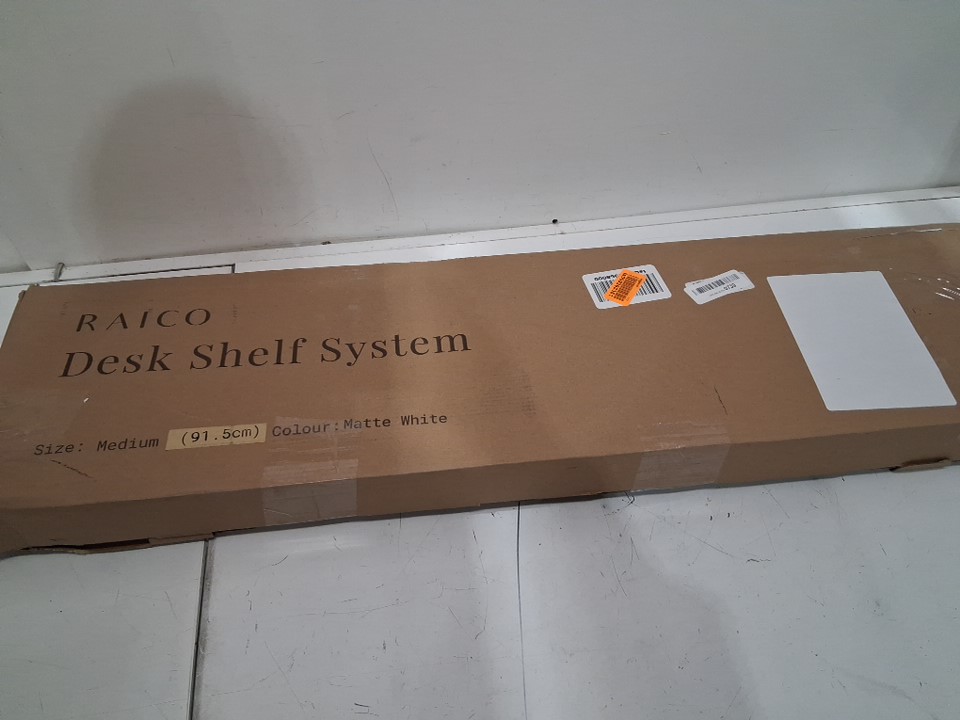 RAICO
Desk Shelf System
Size: Medium (91.5cm) Colour:Matte White